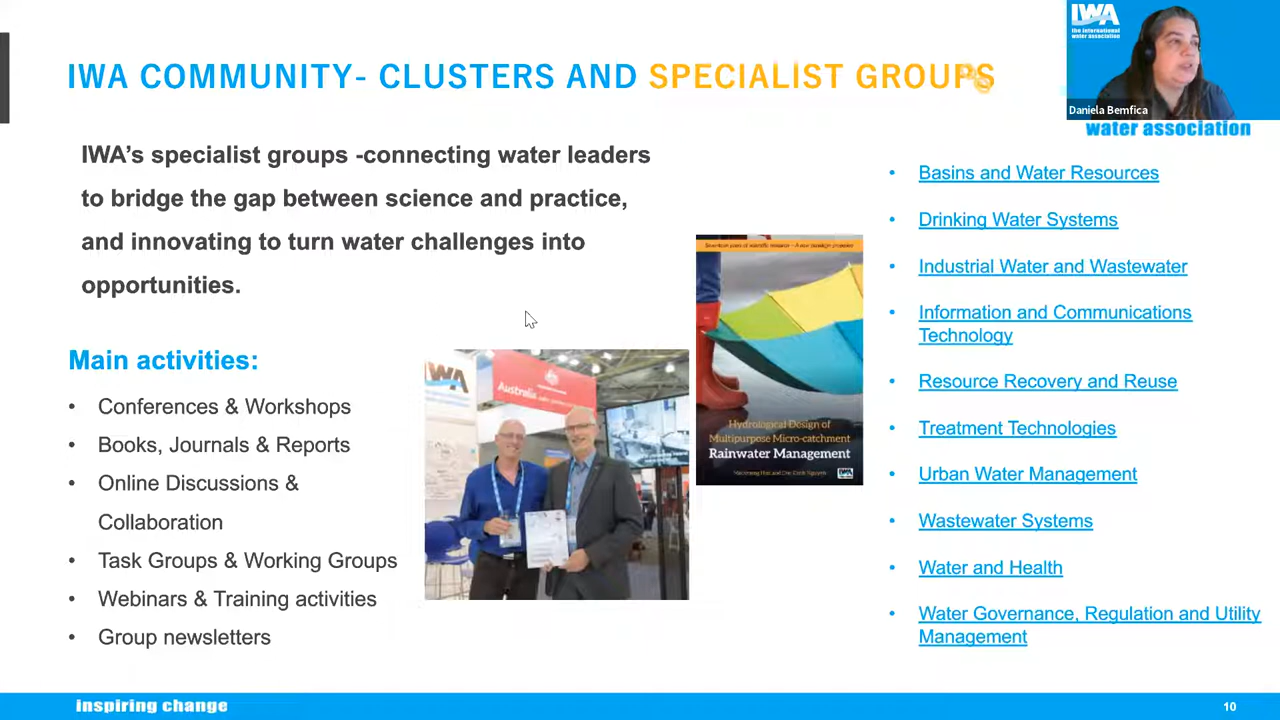 IWA COMMUNITY- CLUSTERS AND SPECIALIST GROUPS
IWA
the international
water association
Daniela Bemfica
water association
IWA's specialist groups -connecting water leaders
to bridge the gap between science and practice,
and innovating to turn water challenges into
opportunities.
Main activities:
• Conferences & Workshops
• Books, Journals & Reports
• Online Discussions &
Collaboration
• Task Groups & Working Groups
• Webinars & Training activities
• Group newsletters
IWA
Australia
Hydrological Design of
Multipurpose Micro-catchment
Rainwater Management
IWA
• Basins and Water Resources
• Drinking Water Systems
• Industrial Water and Wastewater
• Information and Communications
Technology
• Resource Recovery and Reuse
• Treatment Technologies
• Urban Water Management
• Wastewater Systems
• Water and Health
• Water Governance, Regulation and Utility
Management
inspiring change
10